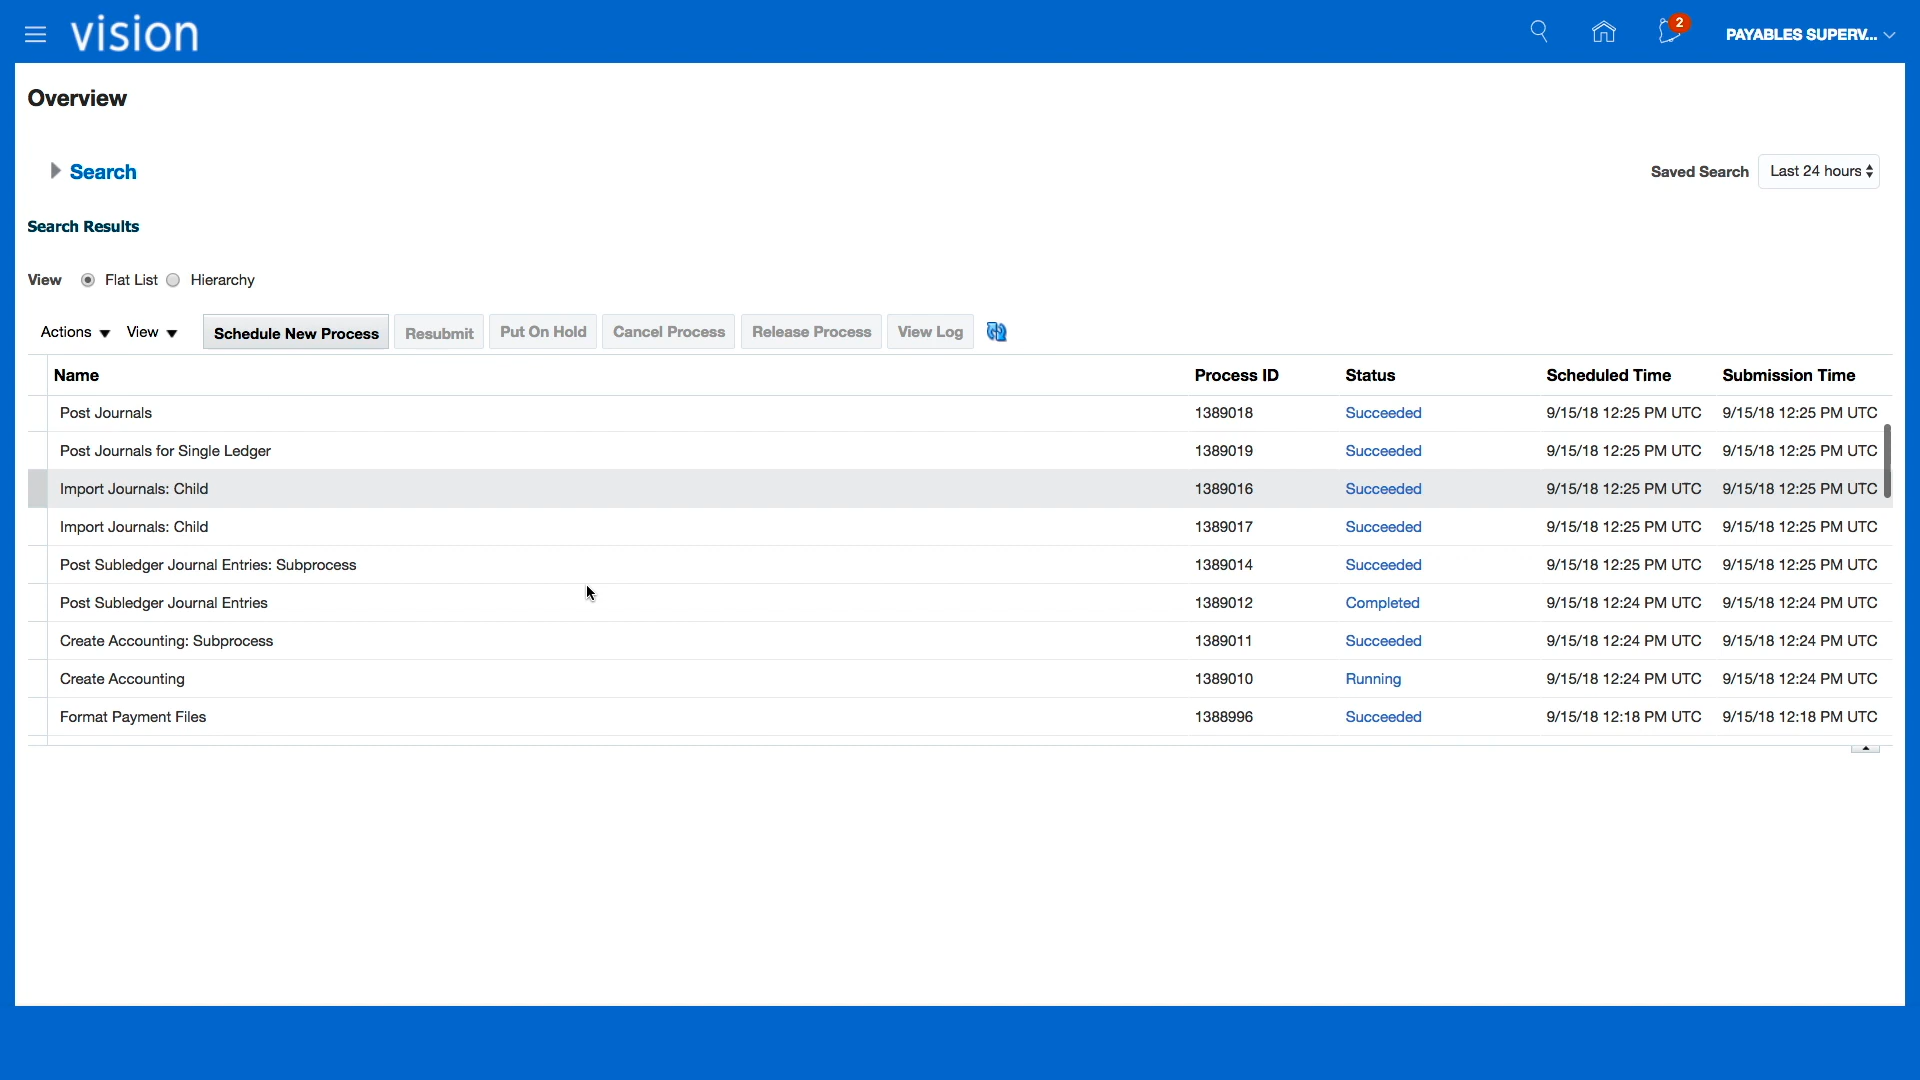 vision
2
PAYABLES SUPERV...
Overview
Search
Saved Search Last 24 hours
Search Results
View Flat List Hierarchy
Actions View Schedule New Process Resubmit Put On Hold Cancel Process Release Process View Log
Name Process ID Status Scheduled Time Submission Time
Post Journals 1389018 Succeeded 9/15/18 12:25 PM UTC 9/15/18 12:25 PM UTC
Post Journals for Single Ledger 1389019 Succeeded 9/15/18 12:25 PM UTC 9/15/18 12:25 PM UTC
Import Journals: Child 1389016 Succeeded 9/15/18 12:25 PM UTC 9/15/18 12:25 PM UTC
Import Journals: Child 1389017 Succeeded 9/15/18 12:25 PM UTC 9/15/18 12:25 PM UTC
Post Subledger Journal Entries: Subprocess 1389014 Succeeded 9/15/18 12:25 PM UTC 9/15/18 12:25 PM UTC
Post Subledger Journal Entries 1389012 Completed 9/15/18 12:24 PM UTC 9/15/18 12:24 PM UTC
Create Accounting: Subprocess 1389011 Succeeded 9/15/18 12:24 PM UTC 9/15/18 12:24 PM UTC
Create Accounting 1389010 Running 9/15/18 12:24 PM UTC 9/15/18 12:24 PM UTC
Format Payment Files 1388996 Succeeded 9/15/18 12:18 PM UTC 9/15/18 12:18 PM UTC